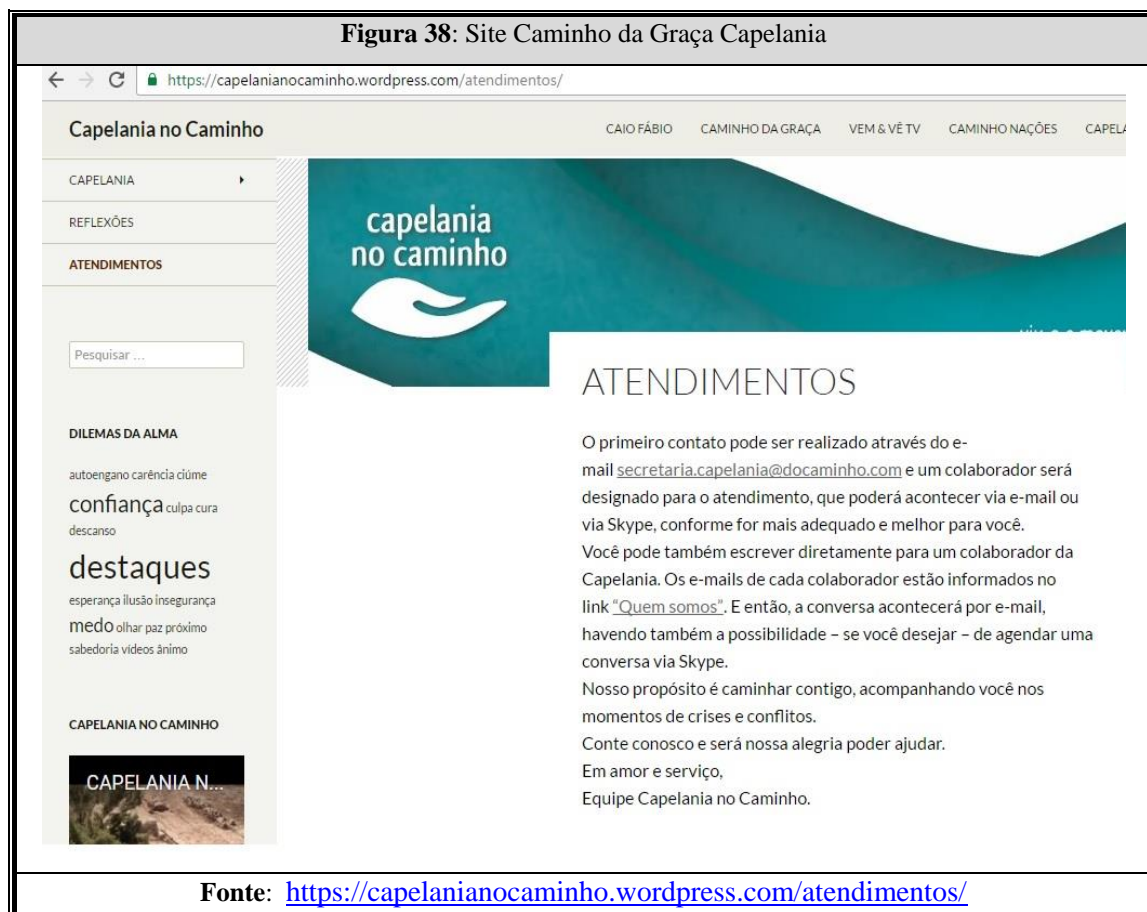 Figura 38: Site Caminho da Graça Capelania
https://capelanianocaminho.wordpress.com/atendimentos/
Capelania no Caminho
CAIO FÁBIO CAMINHO DA GRAÇA VEM & VÊ TV CAMINHO NAÇÕES
CAPELANIA
REFLEXÕES
ATENDIMENTOS
Pesquisar ...
DILEMAS DA ALMA
autoengano carência ciúme
confiança culpa cura
descanso
destaques
esperança ilusão insegurança
medo olhar paz próximo
sabedoria vídeos ânimo
CAPELANIA NO CAMINHO
CAPELANIA N...
capelania
no caminho
ATENDIMENTOS
O primeiro contato pode ser realizado através do e-
mail secretaria.capelania@docaminho.com e um colaborador será
designado para o atendimento, que poderá acontecer via e-mail ou
via Skype, conforme for mais adequado e melhor para você.
Você pode também escrever diretamente para um colaborador da
Capelania. Os e-mails de cada colaborador estão informados no
link "Quem somos". E então, a conversa acontecerá por e-mail,
havendo também a possibilidade – se você desejar – de agendar uma
conversa via Skype.
Nosso propósito é caminhar contigo, acompanhando você nos
momentos de crises e conflitos.
Conte conosco e será nossa alegria poder ajudar.
Em amor e serviço,
Equipe Capelania no Caminho.
Fonte: https://capelanianocaminho.wordpress.com/atendimentos/